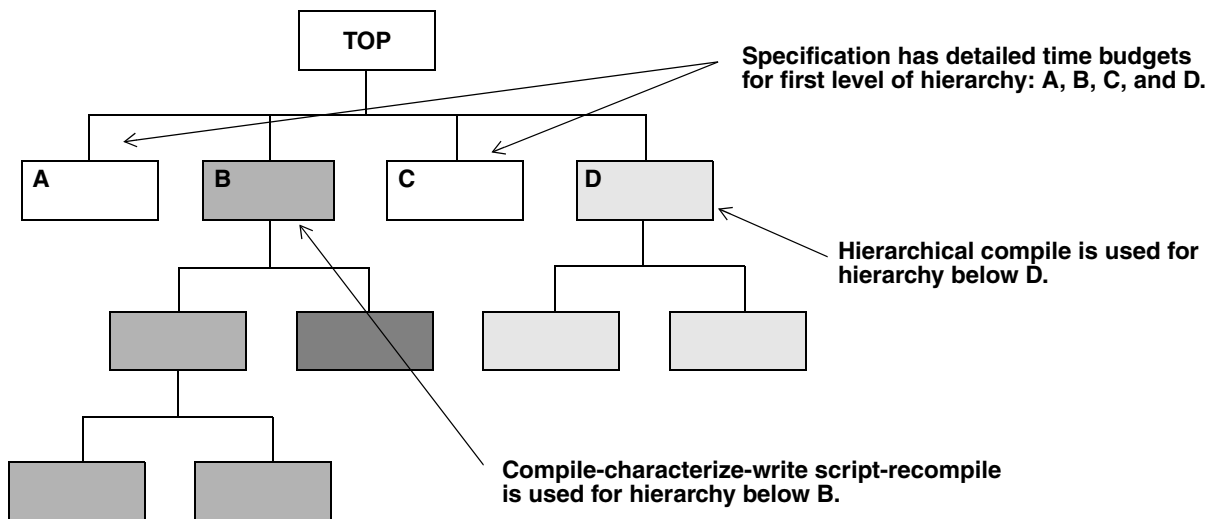 TOP
Specification has detailed time budgets
for first level of hierarchy: A, B, C, and D.
A
B
C
D
Hierarchical compile is used for
hierarchy below D.
Compile-characterize-write script-recompile
is used for hierarchy below B.